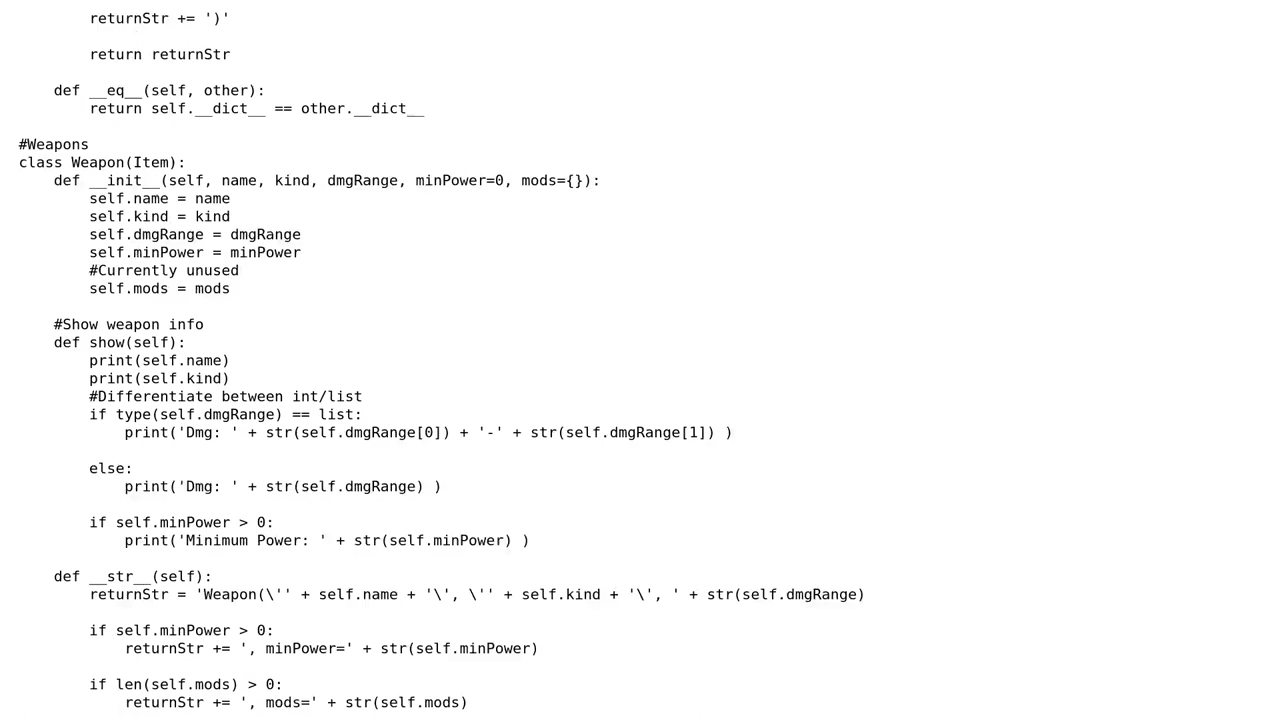 returnStr += ')'

        return returnStr

    def __eq__(self, other):
        return self.__dict__ == other.__dict__

#Weapons
class Weapon(Item):
    def __init__(self, name, kind, dmgRange, minPower=0, mods={}):
        self.name = name
        self.kind = kind
        self.dmgRange = dmgRange
        self.minPower = minPower
        #Currently unused
        self.mods = mods

    #Show weapon info
    def show(self):
        print(self.name)
        print(self.kind)
        #Differentiate between int/list
        if type(self.dmgRange) == list:
            print('Dmg: ' + str(self.dmgRange[0]) + '-' + str(self.dmgRange[1]) )

        else:
            print('Dmg: ' + str(self.dmgRange) )

        if self.minPower > 0:
            print('Minimum Power: ' + str(self.minPower) )

    def __str__(self):
        returnStr = 'Weapon(\'' + self.name + '\', \'' + self.kind + '\', ' + str(self.dmgRange)

        if self.minPower > 0:
            returnStr += ', minPower=' + str(self.minPower)

        if len(self.mods) > 0:
            returnStr += ', mods=' + str(self.mods)